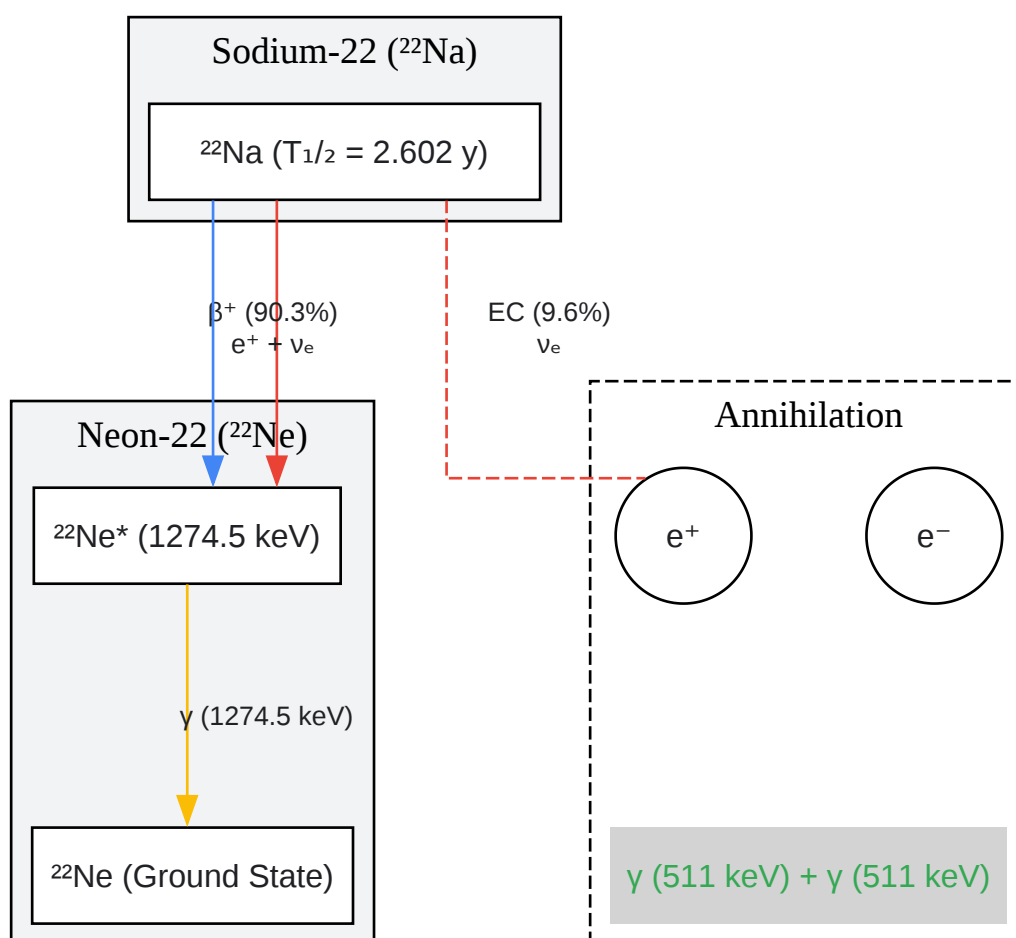 Sodium-22 (²²Na)
²²Na (T₁/₂ = 2.602 y)
β⁺ (90.3%)
e⁺ + νₑ
EC (9.6%)
νₑ
Neon-22 (²²Ne)
Annihilation
²²Ne* (1274.5 keV)
e⁺
e⁻
γ (1274.5 keV)
²²Ne (Ground State)
γ (511 keV) + γ (511 keV)